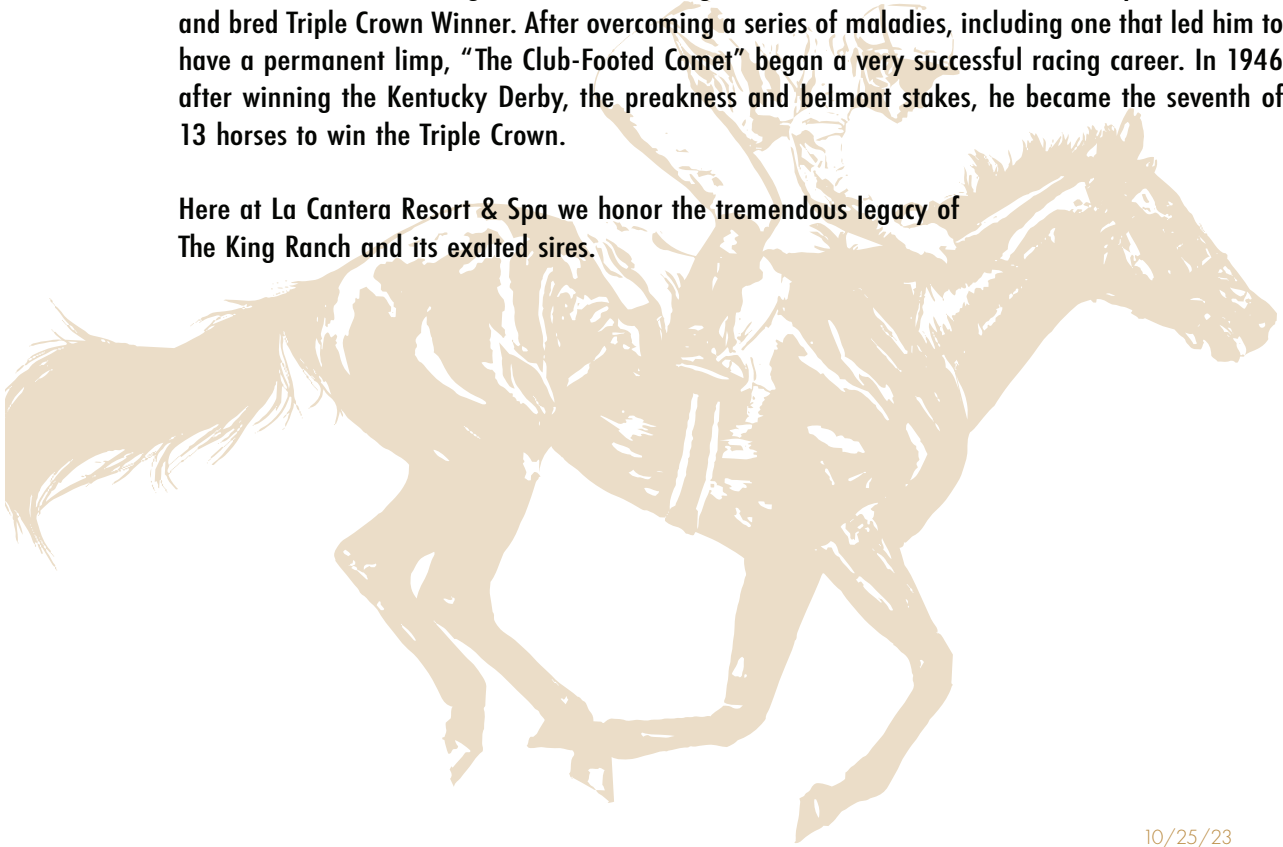 and bred Triple Crown Winner. After overcoming a series of maladies, including one that led him to
have a permanent limp, “The Club-Footed Comet” began a very successful racing career. In 1946
after winning the Kentucky Derby, the preakness and belmont stakes, he became the seventh of
13 horses to win the Triple Crown.
Here at La Cantera Resort & Spa we honor the tremendous legacy of
The King Ranch and its exalted sires.
10/25/23